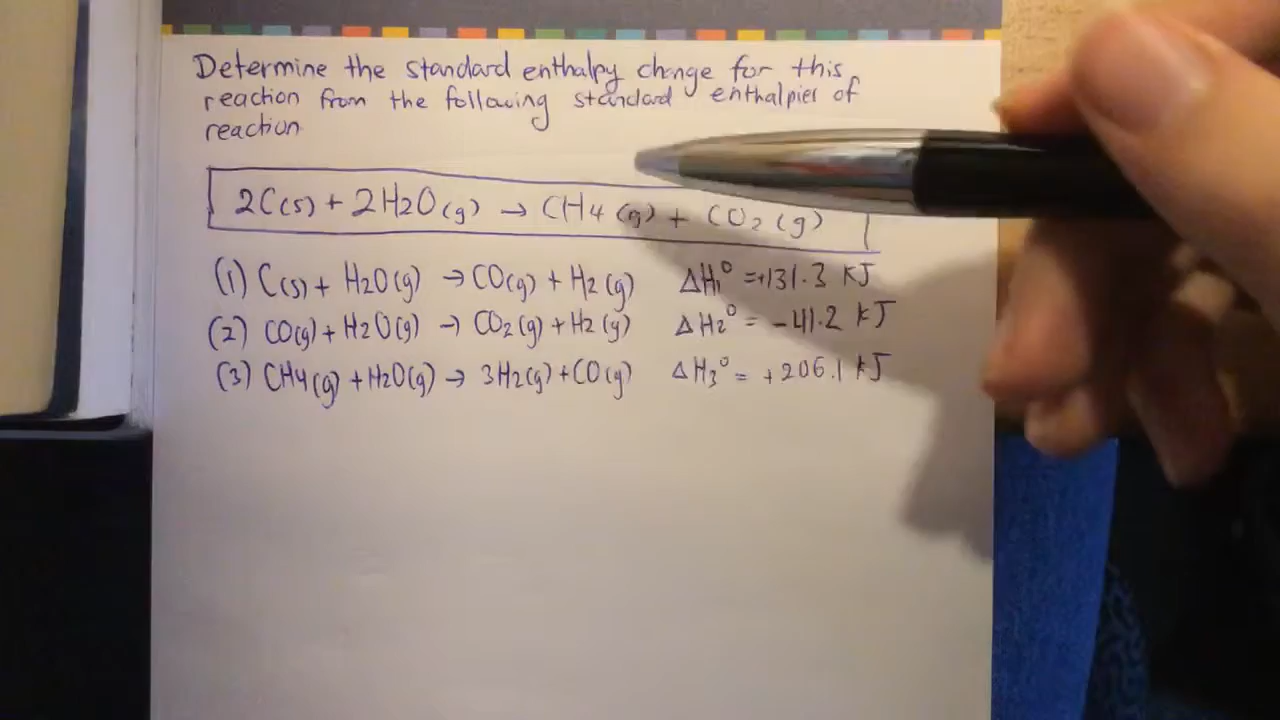 Determine the standard enthalpy change for this
reaction from the following standard enthalpies of
reaction
2C(s) + 2H2O(g) → CH4(g) + CO2(g)
(1) C(s) + H2O(g) → CO(g) + H2(g) ΔH1° = +131.3 kJ
(2) CO(g) + H2O(g) → CO2(g) + H2(g) ΔH2° = -41.2 kJ
(3) CH4(g) + H2O(g) → 3H2(g) + CO(g) ΔH3° = +206.1 kJ